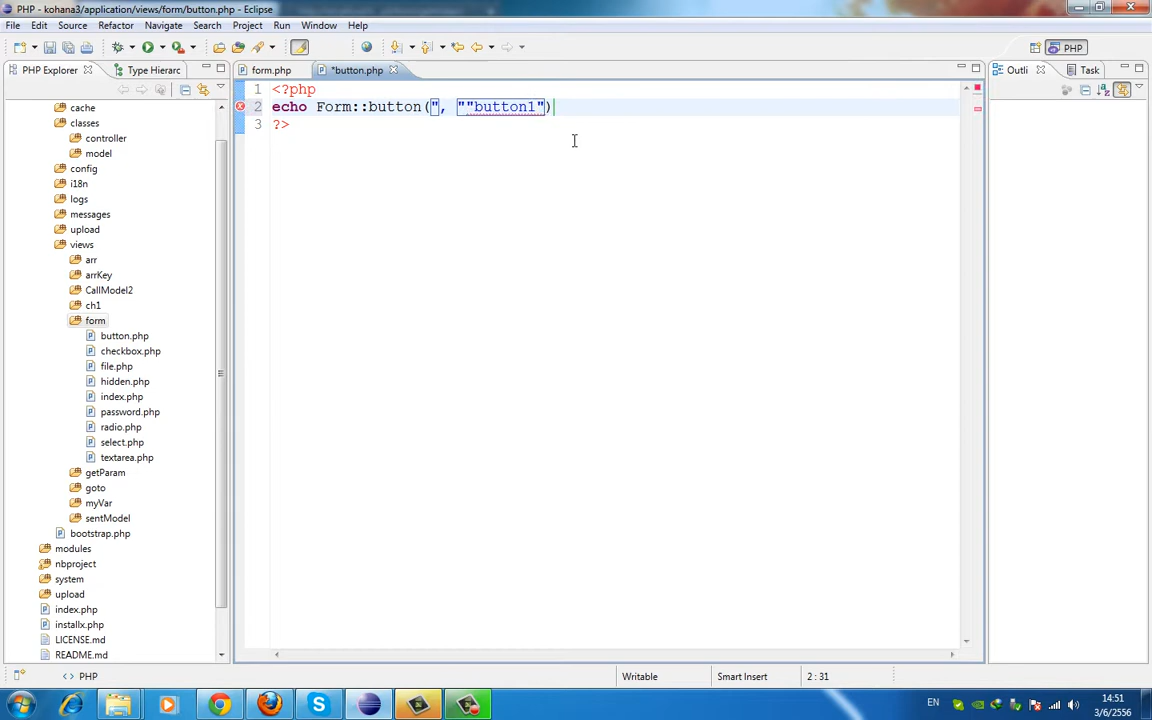 PHP - kohana3/application/views/form/button.php - Eclipse
File Edit Source Refactor Navigate Search Project Run Window Help
PHP
PHP Explorer Type Hierarc
form.php *button.php
Outli Task
cache
classes
controller
model
config
i18n
logs
messages
upload
views
arr
arrKey
CallModel2
ch1
form
button.php
checkbox.php
file.php
hidden.php
index.php
password.php
radio.php
select.php
textarea.php
getParam
goto
myVar
sentModel
bootstrap.php
modules
nbproject
system
upload
index.php
installx.php
LICENSE.md
README.md
1 <?php
2 echo Form::button(", ""button1")
3 ?>
PHP Writable Smart Insert 2 : 31
EN 14:51
3/6/2556